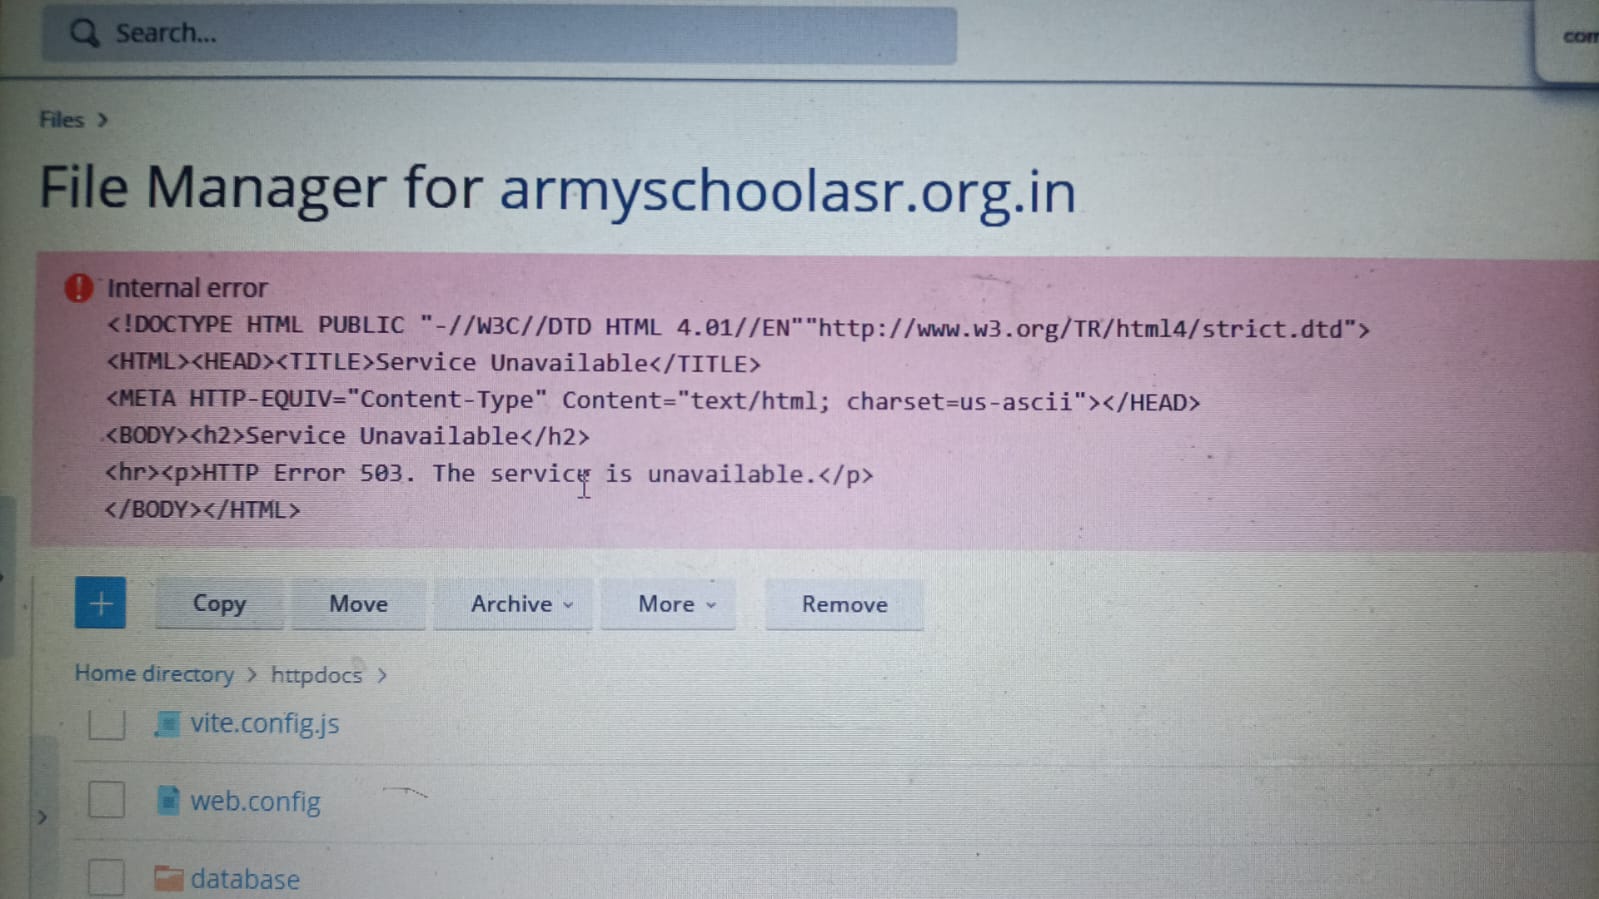 Search...
com
Files >
File Manager for armyschoolasr.org.in
Internal error
<!DOCTYPE HTML PUBLIC "-//W3C//DTD HTML 4.01//EN""http://www.w3.org/TR/html4/strict.dtd">
<HTML><HEAD><TITLE>Service Unavailable</TITLE>
<META HTTP-EQUIV="Content-Type" Content="text/html; charset=us-ascii"></HEAD>
<BODY><h2>Service Unavailable</h2>
<hr><p>HTTP Error 503. The service is unavailable.</p>
</BODY></HTML>
Copy Move Archive More Remove
Home directory > httpdocs >
vite.config.js
web.config
database